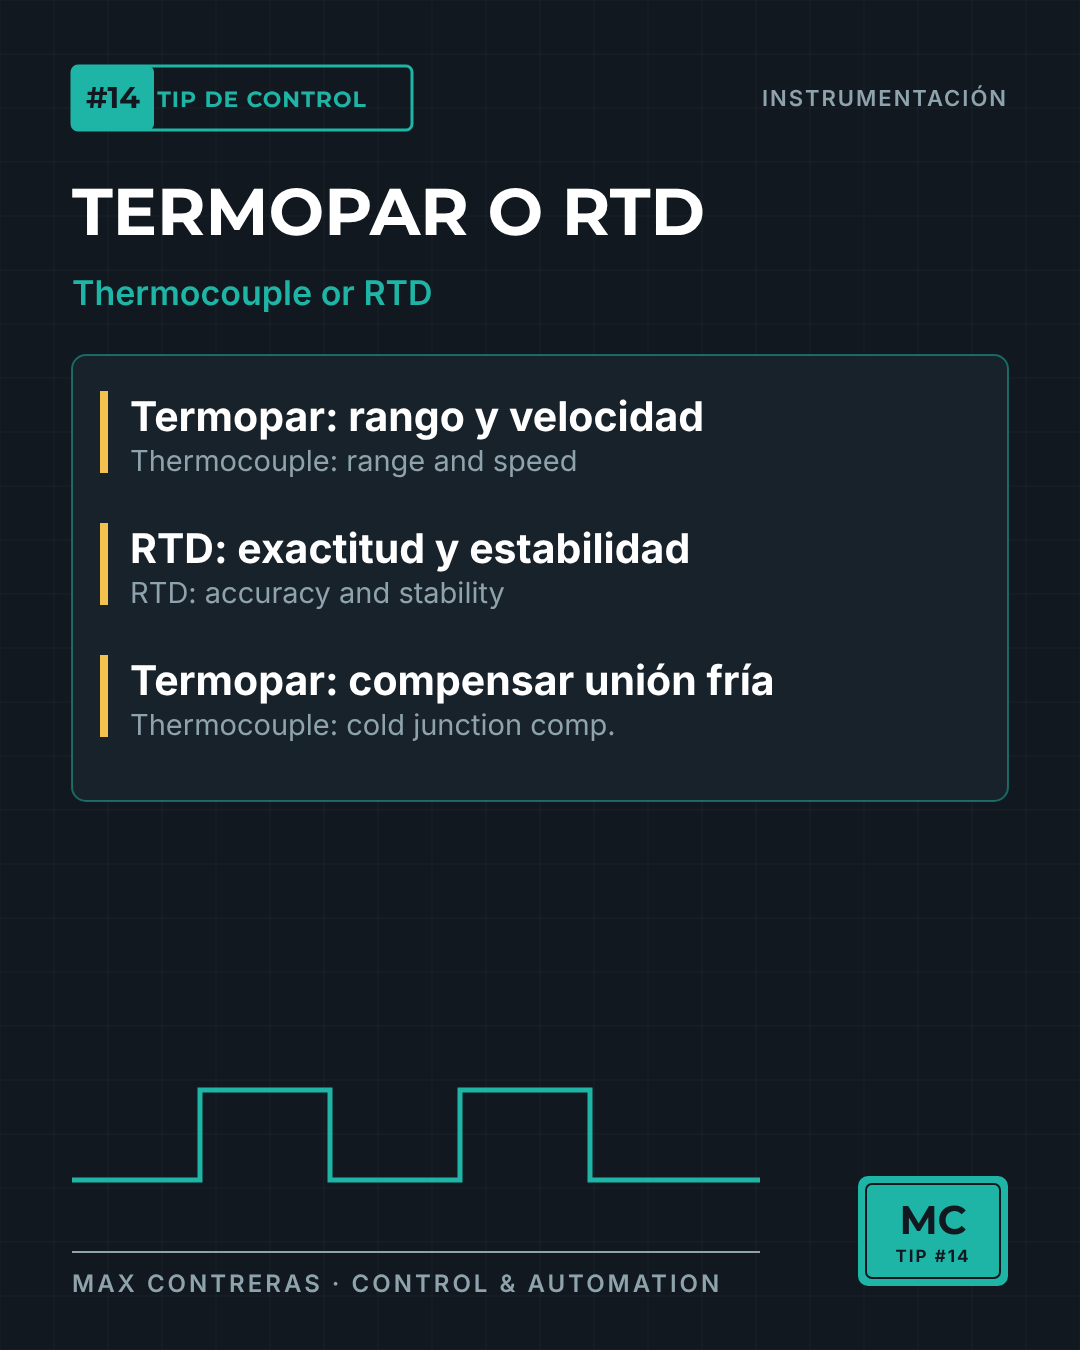 #14 TIP DE CONTROL
INSTRUMENTACIÓN
TERMOPAR O RTD
Thermocouple or RTD
Termopar: rango y velocidad
Thermocouple: range and speed
RTD: exactitud y estabilidad
RTD: accuracy and stability
Termopar: compensar unión fría
Thermocouple: cold junction comp.
MC
TIP #14
MAX CONTRERAS · CONTROL & AUTOMATION